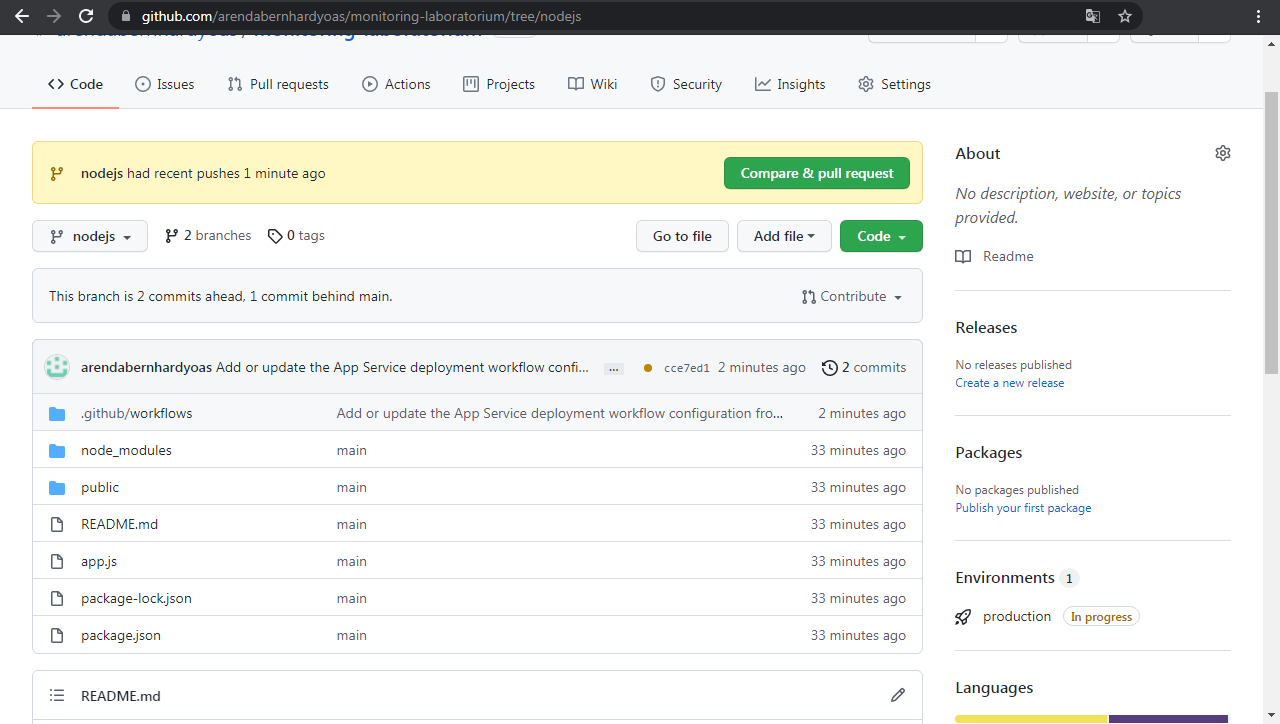 github.com/arendabernhardyoas/monitoring-laboratorium/tree/nodejs
Code Issues Pull requests Actions Projects Wiki Security Insights Settings
nodejs had recent pushes 1 minute ago Compare & pull request
nodejs 2 branches 0 tags Go to file Add file Code
This branch is 2 commits ahead, 1 commit behind main. Contribute
arendabernhardyoas Add or update the App Service deployment workflow confi... ... cce7ed1 2 minutes ago 2 commits
.github/workflows Add or update the App Service deployment workflow configuration fro... 2 minutes ago
node_modules main 33 minutes ago
public main 33 minutes ago
README.md main 33 minutes ago
app.js main 33 minutes ago
package-lock.json main 33 minutes ago
package.json main 33 minutes ago
README.md
About
No description, website, or topics
provided.
Readme
Releases
No releases published
Create a new release
Packages
No packages published
Publish your first package
Environments 1
production In progress
Languages